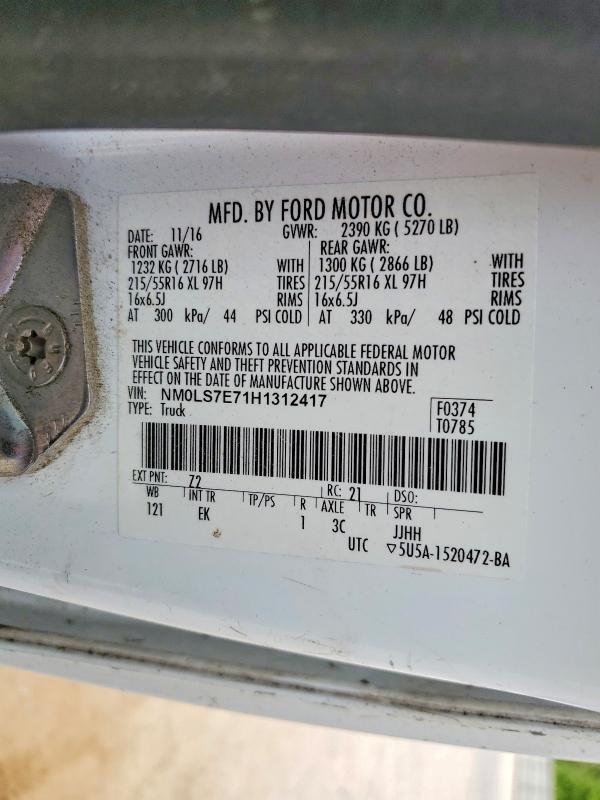 MFD. BY FORD MOTOR CO.
DATE: 11/16 GVWR: 2390 KG ( 5270 LB)
FRONT GAWR: REAR GAWR:
1232 KG ( 2716 LB) WITH 1300 KG ( 2866 LB) WITH
215/55R16 XL 97H TIRES 215/55R16 XL 97H TIRES
16x6.5J RIMS 16x6.5J RIMS
AT 300 kPa/ 44 PSI COLD AT 330 kPa/ 48 PSI COLD
THIS VEHICLE CONFORMS TO ALL APPLICABLE FEDERAL MOTOR
VEHICLE SAFETY AND THEFT PREVENTION STANDARDS IN
EFFECT ON THE DATE OF MANUFACTURE SHOWN ABOVE.
VIN: NM0LS7E71H1312417
TYPE: Truck
F0374
T0785
EXT PNT: 72 RC: 21 DSO:
WB INT TR TP/PS R AXLE TR SPR
121 EK 1 3C JJHH
UTC ▽5U5A-1520472-BA